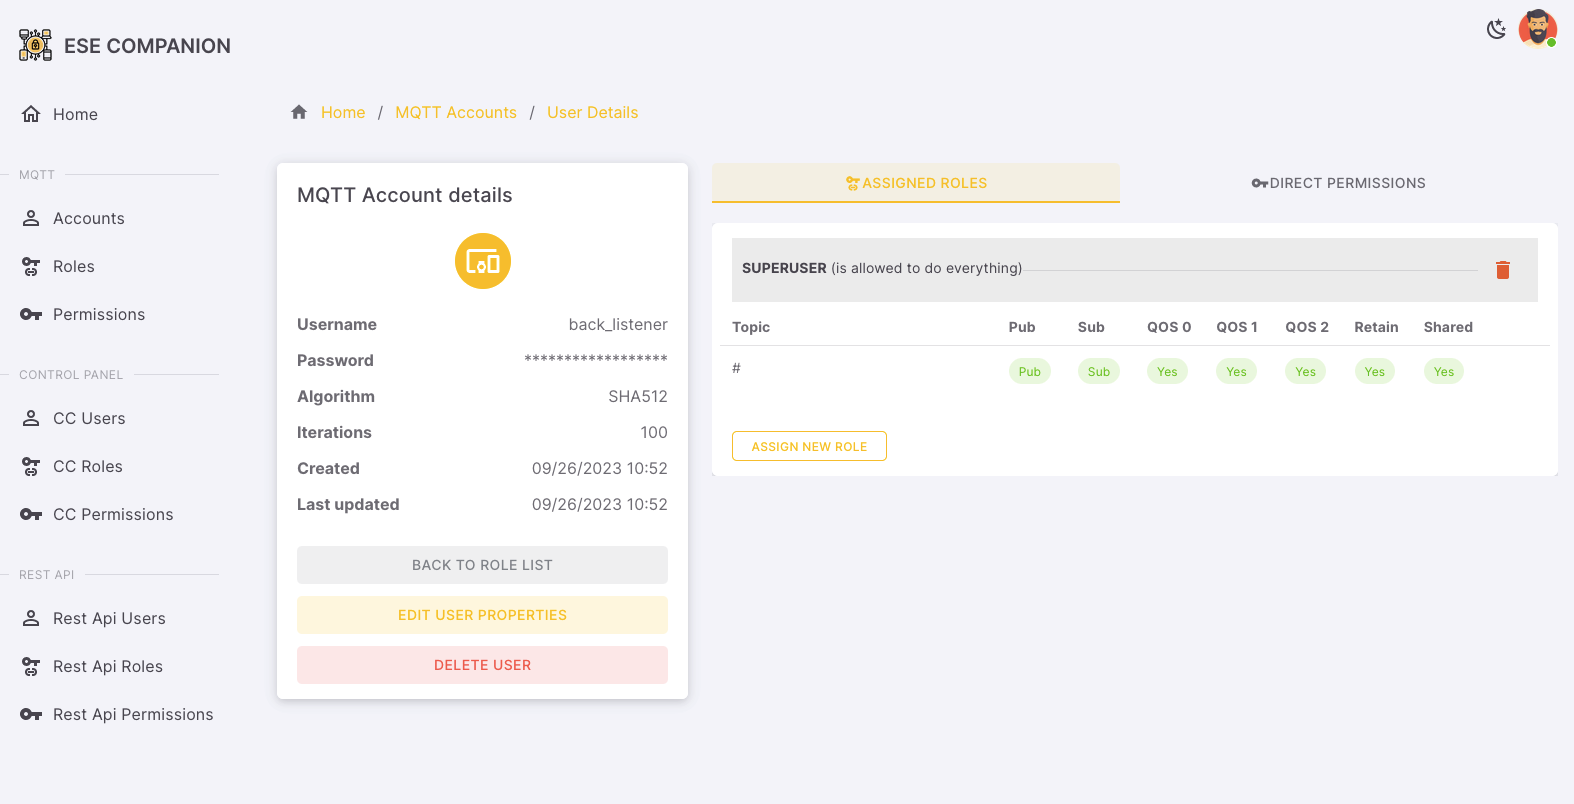 ESE COMPANION
Home
MQTT
Accounts
Roles
Permissions
CONTROL PANEL
CC Users
CC Roles
CC Permissions
REST API
Rest Api Users
Rest Api Roles
Rest Api Permissions
Home / MQTT Accounts / User Details
MQTT Account details
Username back_listener
Password ******************
Algorithm SHA512
Iterations 100
Created 09/26/2023 10:52
Last updated 09/26/2023 10:52
BACK TO ROLE LIST
EDIT USER PROPERTIES
DELETE USER
ASSIGNED ROLES DIRECT PERMISSIONS
SUPERUSER (is allowed to do everything)
Topic Pub Sub QOS 0 QOS 1 QOS 2 Retain Shared
# Pub Sub Yes Yes Yes Yes Yes
ASSIGN NEW ROLE